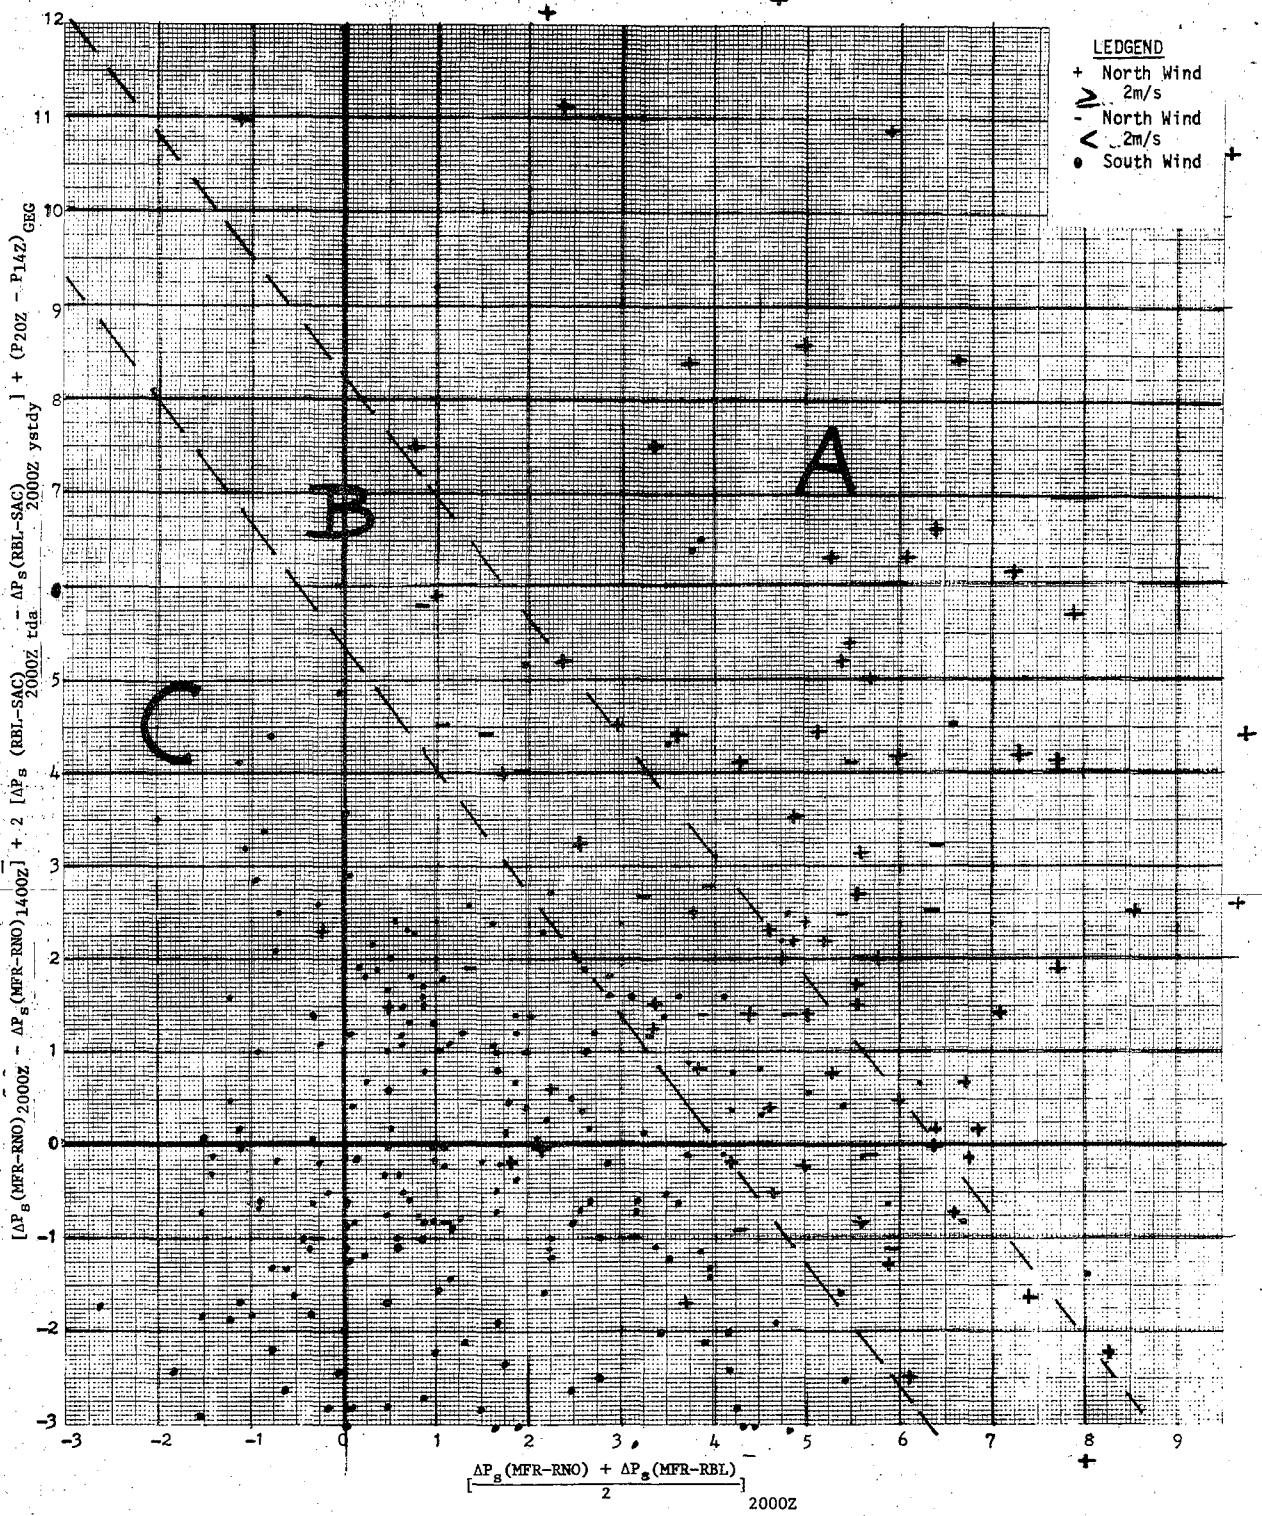 LEDGEND
+ North Wind
≥ 2m/s
- North Wind
< 2m/s
• South Wind
12
11
10
9
8
7
6
5
4
3
2
1
0
-1
-2
-3
A
B
C
[ΔPs(MFR-RNO)2000Z - ΔPs(MFR-RNO)1400Z] + 2 [ΔPs (RBL-SAC)2000Z tda - ΔPs(RBL-SAC)2000Z ystdy ] + (P20Z - P14Z)GEG
-3 -2 -1 0 1 2 3 4 5 6 7 8 9
[ΔPs(MFR-RNO) + ΔPs(MFR-RBL)
2
]2000Z